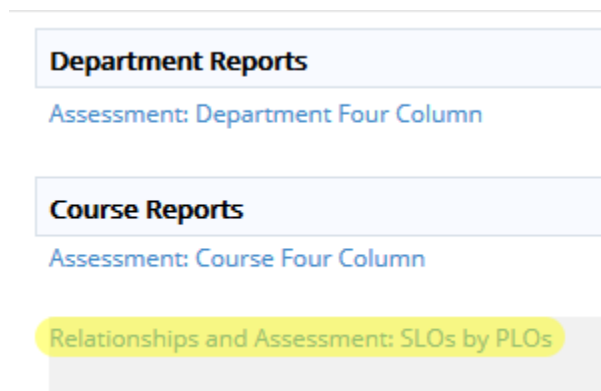 Department Reports
Assessment: Department Four Column
Course Reports
Assessment: Course Four Column
Relationships and Assessment: SLOs by PLOs